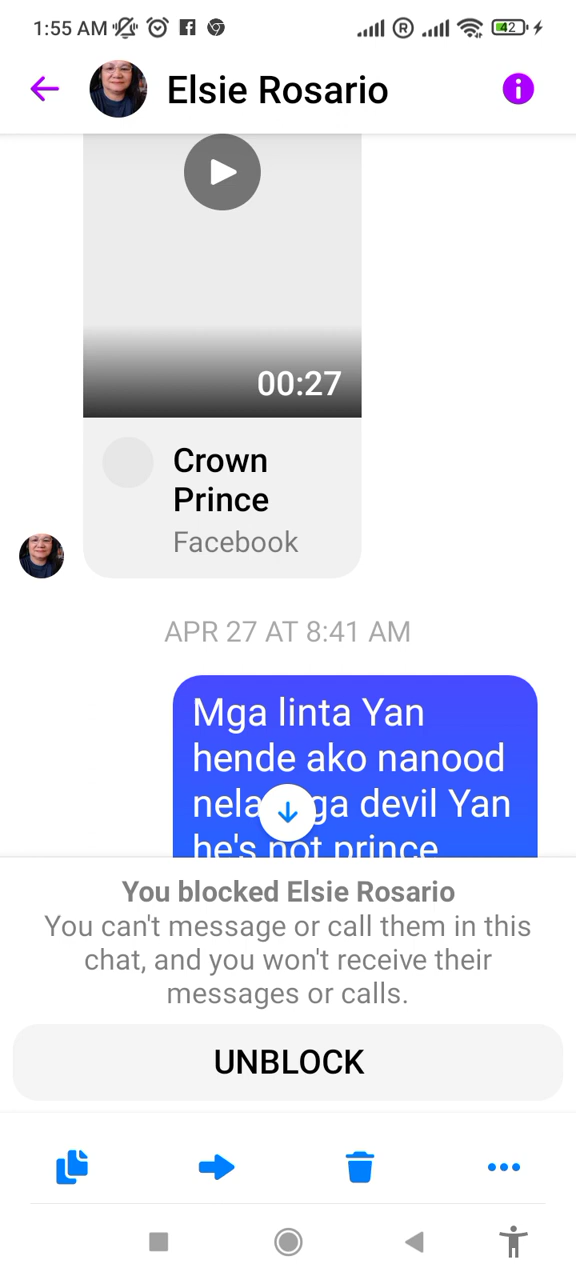 1:55 AM
42
Elsie Rosario
00:27
Crown
Prince
Facebook
APR 27 AT 8:41 AM
Mga linta Yan
hende ako nanood
ga devil Yan
he's not prince
You blocked Elsie Rosario
You can't message or call them in this
chat, and you won't receive their
messages or calls.
UNBLOCK